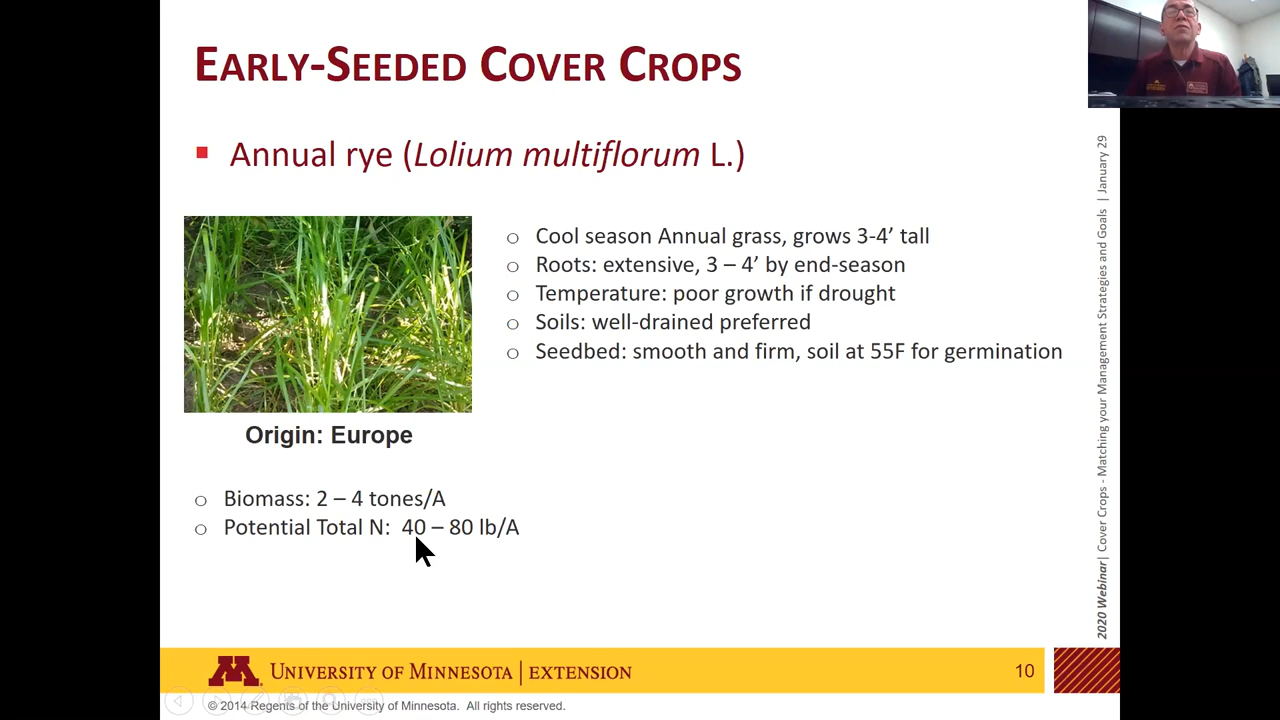 EARLY-SEEDED COVER CROPS
Annual rye (Lolium multiflorum L.)
Cool season Annual grass, grows 3-4’ tall
Roots: extensive, 3 – 4’ by end-season
Temperature: poor growth if drought
Soils: well-drained preferred
Seedbed: smooth and firm, soil at 55F for germination
Origin: Europe
Biomass: 2 – 4 tones/A
Potential Total N: 40 – 80 lb/A
2020 Webinar| Cover Crops - Matching your Management Strategies and Goals | January 29
UNIVERSITY OF MINNESOTA | EXTENSION
10
© 2014 Regents of the University of Minnesota. All rights reserved.